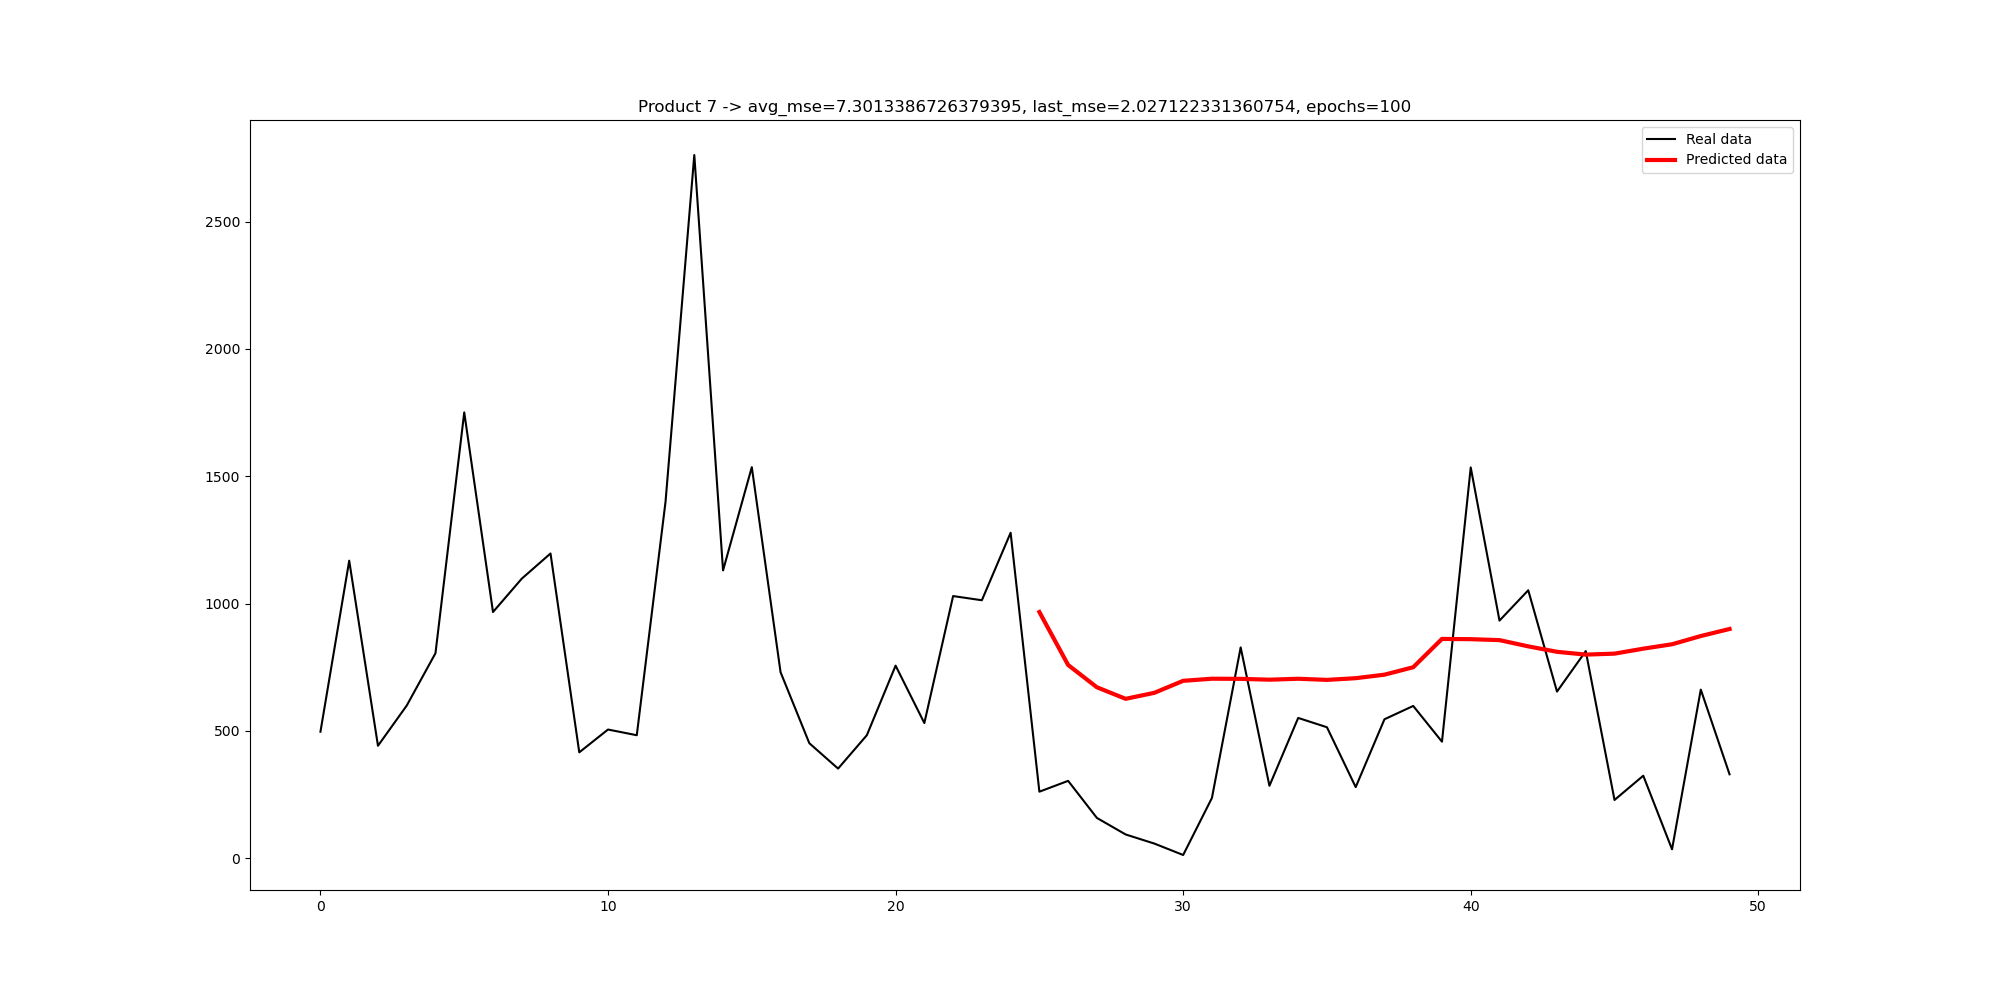 Product 7 -> avg_mse=7.3013386726379395, last_mse=2.027122331360754, epochs=100
Real data
Predicted data
2500
2000
1500
1000
500
0
0 10 20 30 40 50